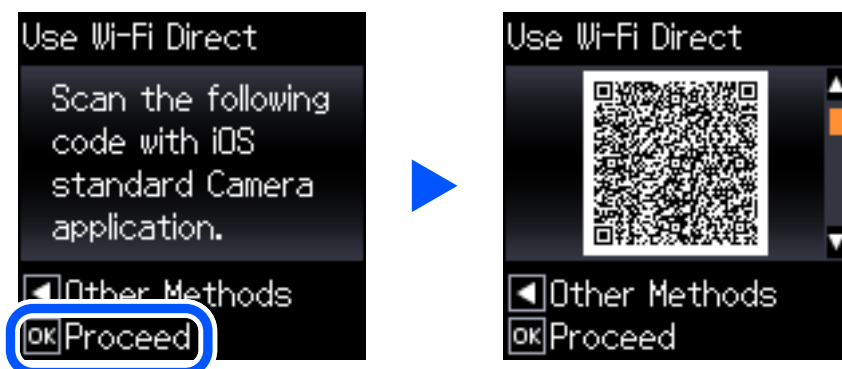 Use Wi-Fi Direct
Scan the following
code with iOS
standard Camera
application.
Other Methods
OK Proceed
Use Wi-Fi Direct
Other Methods
OK Proceed